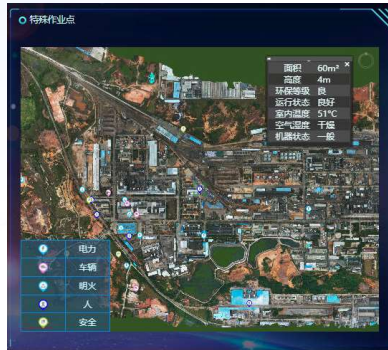 特殊作业点
面积 60m²
高度 4m
环保等级 良
运行状态 良好
室内温度 51°C
空气湿度 干燥
机器状态 一般
电力
车辆
明火
人
安全